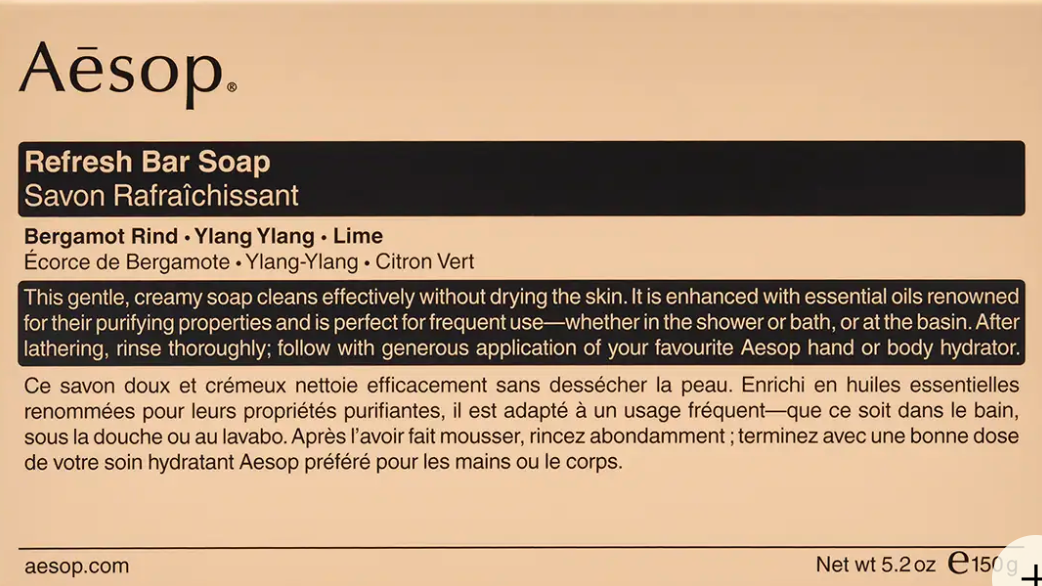 Aēsop®
Refresh Bar Soap
Savon Rafraîchissant
Bergamot Rind • Ylang Ylang • Lime
Écorce de Bergamote • Ylang-Ylang • Citron Vert
This gentle, creamy soap cleans effectively without drying the skin. It is enhanced with essential oils renowned
for their purifying properties and is perfect for frequent use—whether in the shower or bath, or at the basin. After
lathering, rinse thoroughly; follow with generous application of your favourite Aesop hand or body hydrator.
Ce savon doux et crémeux nettoie efficacement sans dessécher la peau. Enrichi en huiles essentielles
renommées pour leurs propriétés purifiantes, il est adapté à un usage fréquent—que ce soit dans le bain,
sous la douche ou au lavabo. Après l'avoir fait mousser, rincez abondamment ; terminez avec une bonne dose
de votre soin hydratant Aesop préféré pour les mains ou le corps.
aesop.com
Net wt 5.2 oz ℮150 g